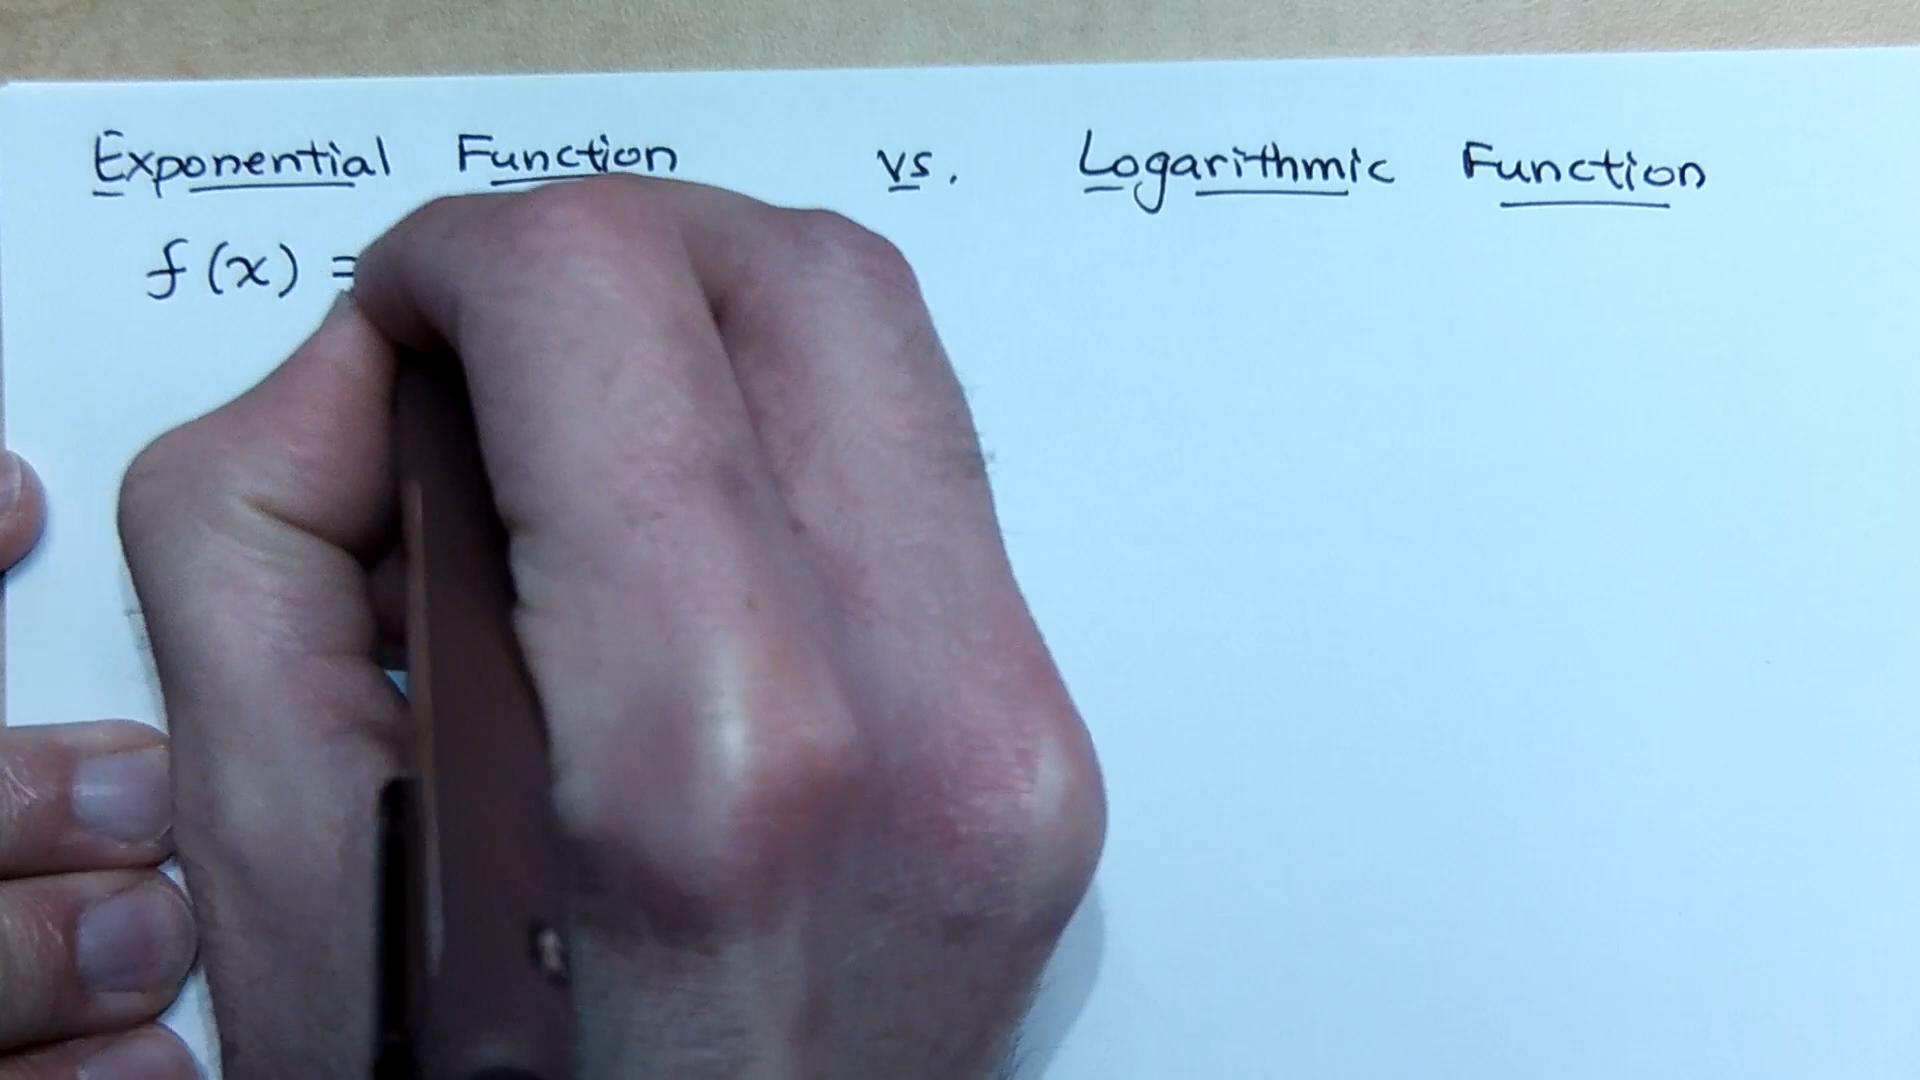 Exponential Function vs. Logarithmic Function
f(x) =